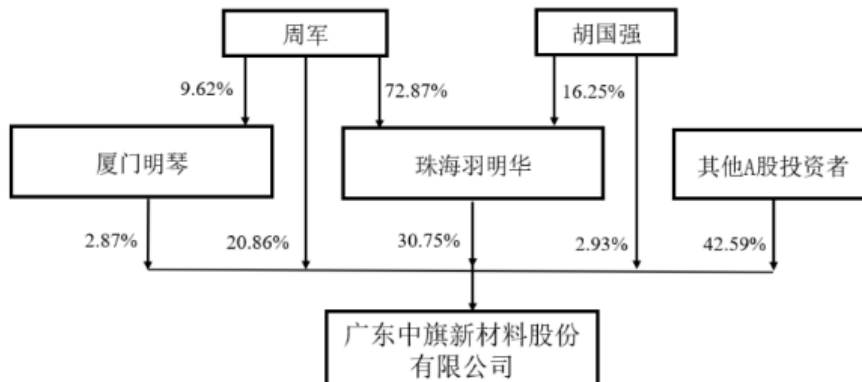 周军
胡国强
9.62%
72.87%
16.25%
厦门明琴
珠海羽明华
其他A股投资者
2.87%
20.86%
30.75%
2.93%
42.59%
广东中旗新材料股份
有限公司